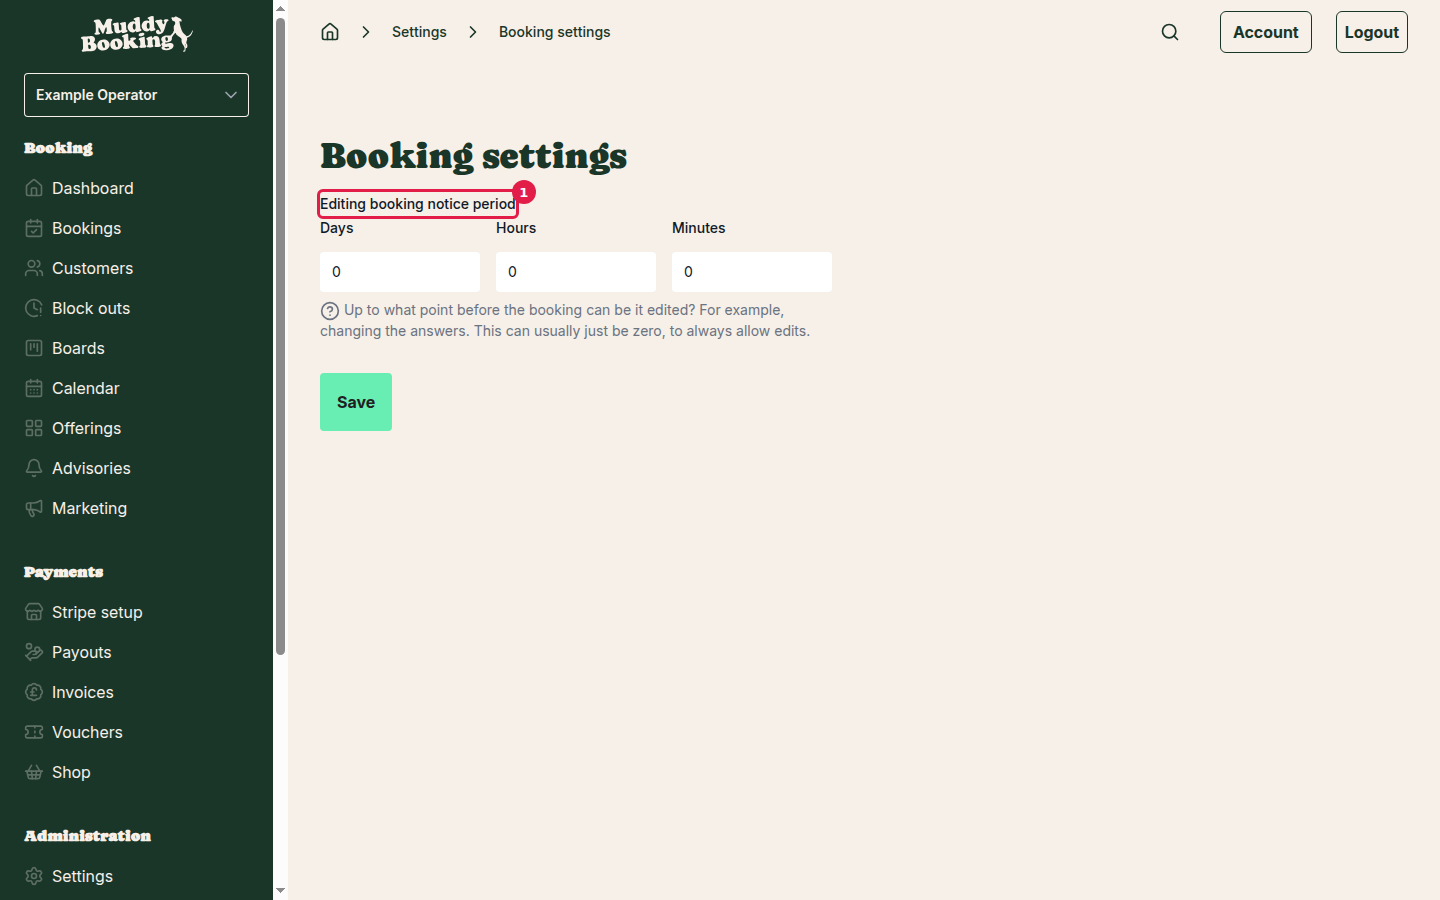 Muddy
Booking
Example Operator
Booking
Dashboard
Bookings
Customers
Block outs
Boards
Calendar
Offerings
Advisories
Marketing
Payments
Stripe setup
Payouts
Invoices
Vouchers
Shop
Administration
Settings
Settings
Booking settings
Account
Logout
Booking settings
Editing booking notice period
1
Days
Hours
Minutes
0
0
0
Up to what point before the booking can be it edited? For example,
changing the answers. This can usually just be zero, to always allow edits.
Save